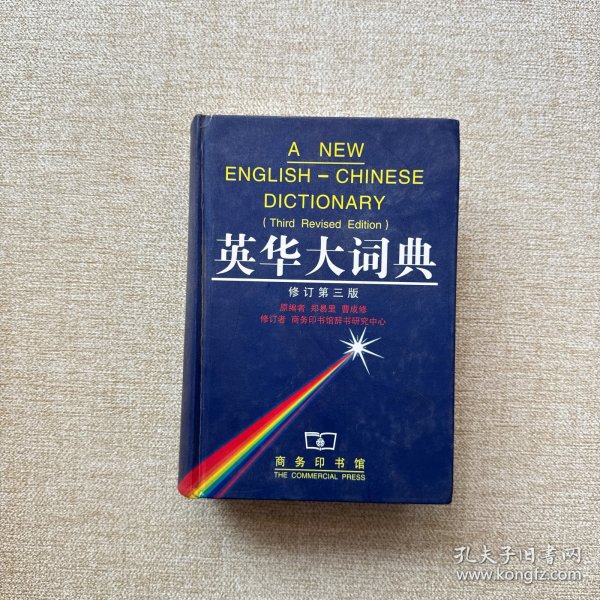 A NEW
ENGLISH - CHINESE
DICTIONARY
(Third Revised Edition)
英华大词典
修订第三版
原编者 郑易里 曹成修
修订者 商务印书馆辞书研究中心
商务印书馆
THE COMMERCIAL PRESS
孔夫子旧书网
www.kongfz.com